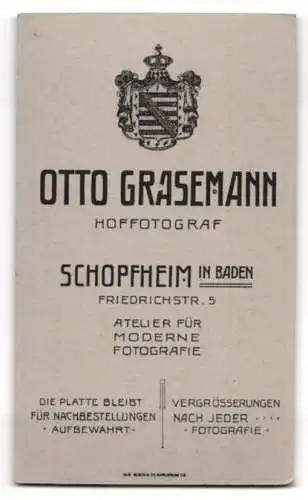 OTTO GRASEMANN
HOFFOTOGRAF
SCHOPFHEIM IN BADEN
FRIEDRICHSTR. 5
ATELIER FÜR
MODERNE
FOTOGRAFIE
DIE PLATTE BLEIBT
FÜR NACHBESTELLUNGEN
· AUFBEWAHRT ·
VERGRÖSSERUNGEN
NACH JEDER ····
· FOTOGRAFIE ·